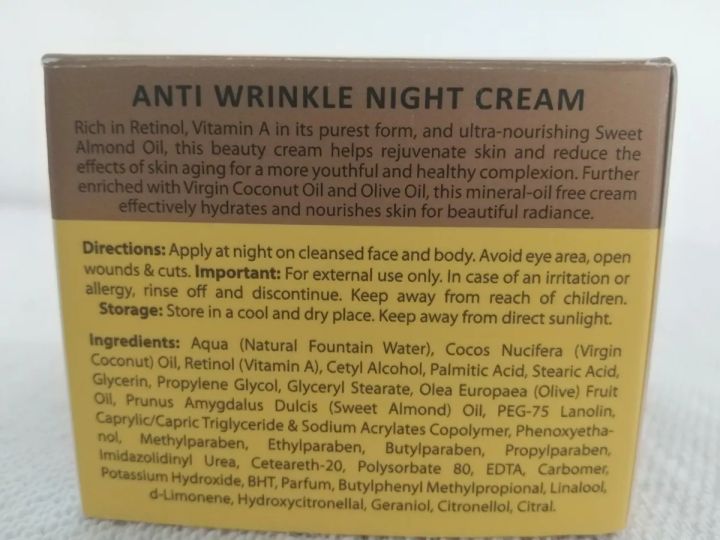 ANTI WRINKLE NIGHT CREAM
Rich in Retinol, Vitamin A in its purest form, and ultra-nourishing Sweet
Almond Oil, this beauty cream helps rejuvenate skin and reduce the
effects of skin aging for a more youthful and healthy complexion. Further
enriched with Virgin Coconut Oil and Olive Oil, this mineral-oil free cream
effectively hydrates and nourishes skin for beautiful radiance.
Directions: Apply at night on cleansed face and body. Avoid eye area, open
wounds & cuts. Important: For external use only. In case of an irritation or
allergy, rinse off and discontinue. Keep away from reach of children.
Storage: Store in a cool and dry place. Keep away from direct sunlight.
Ingredients: Aqua (Natural Fountain Water), Cocos Nucifera (Virgin
Coconut) Oil, Retinol (Vitamin A), Cetyl Alcohol, Palmitic Acid, Stearic Acid,
Glycerin, Propylene Glycol, Glyceryl Stearate, Olea Europaea (Olive) Fruit
Oil, Prunus Amygdalus Dulcis (Sweet Almond) Oil, PEG-75 Lanolin,
Caprylic/Capric Triglyceride & Sodium Acrylates Copolymer, Phenoxyetha-
nol, Methylparaben, Ethylparaben, Butylparaben, Propylparaben,
Imidazolidinyl Urea, Ceteareth-20, Polysorbate 80, EDTA, Carbomer,
Potassium Hydroxide, BHT, Parfum, Butylphenyl Methylpropional, Linalool,
d-Limonene, Hydroxycitronellal, Geraniol, Citronellol, Citral.